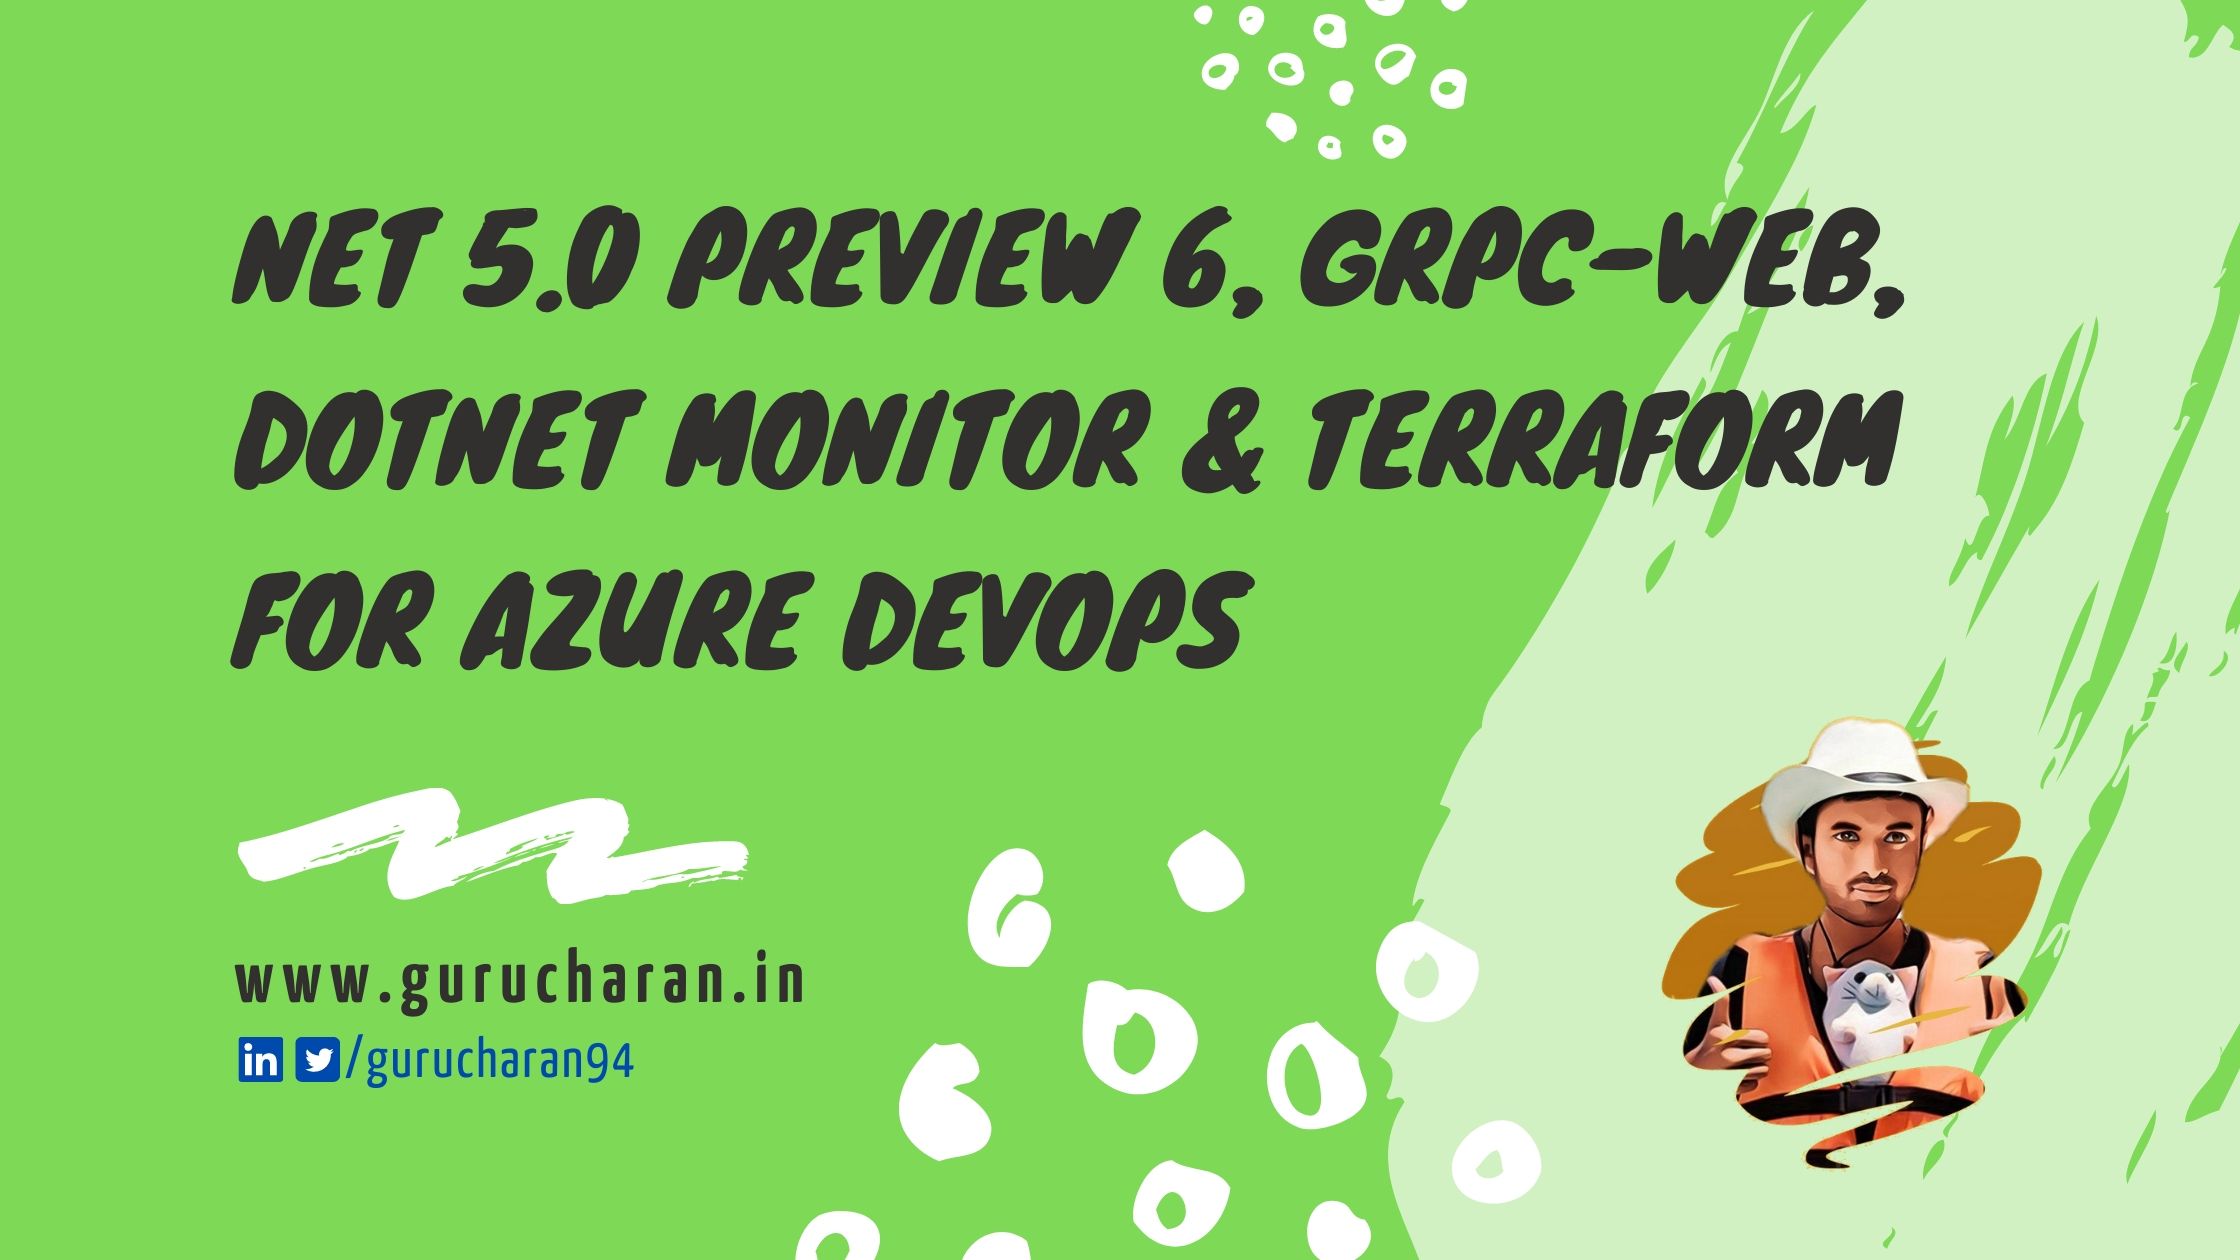 NET 5.0 PREVIEW 6, GRPC-WEB,
DOTNET MONITOR & TERRAFORM
FOR AZURE DEVOPS
www.gurucharan.in
in /gurucharan94